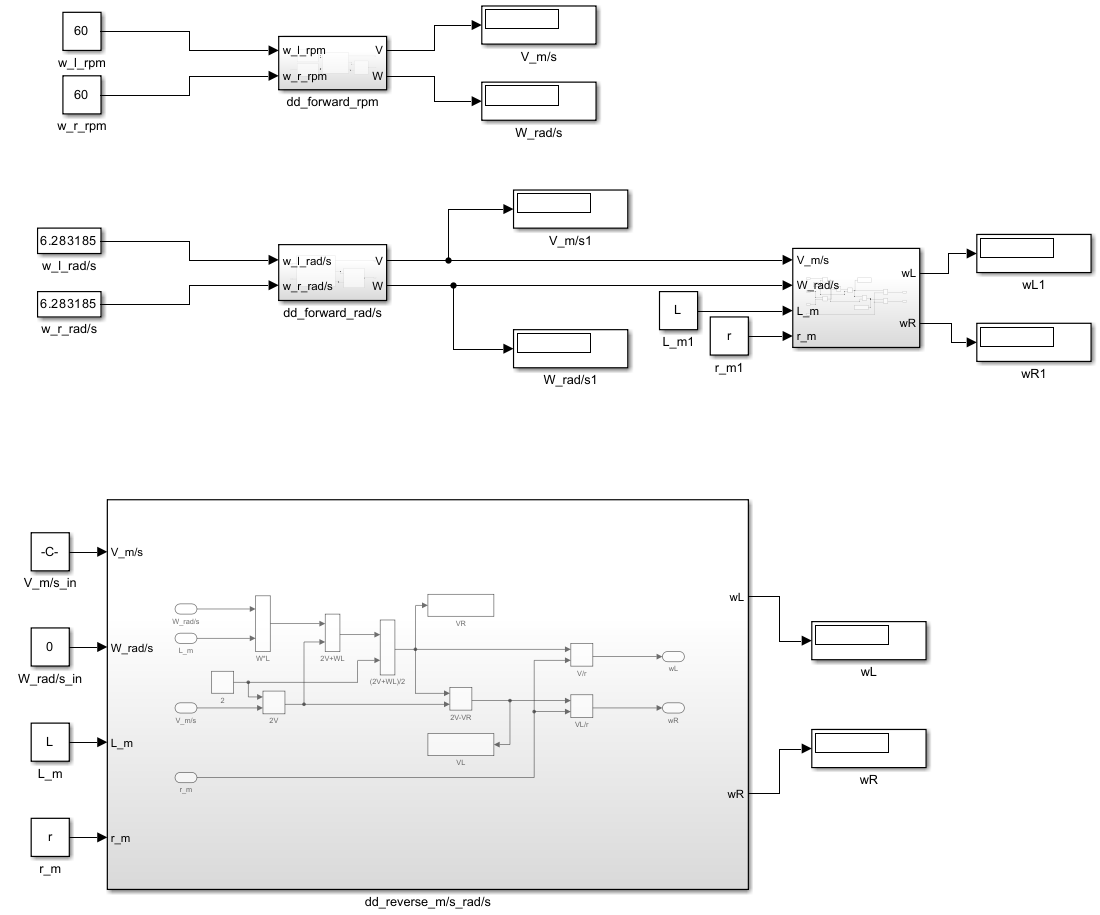 60
w_l_rpm
60
w_r_rpm
w_l_rpm
w_r_rpm
V
W
dd_forward_rpm
V_m/s
W_rad/s
6.283185
w_l_rad/s
6.283185
w_r_rad/s
w_l_rad/s
w_r_rad/s
V
W
dd_forward_rad/s
V_m/s1
W_rad/s1
L
L_m1
r
r_m1
V_m/s
W_rad/s
L_m
r_m
wL
wR
wL1
wR1
-C-
V_m/s_in
0
W_rad/s_in
L
L_m
r
r_m
V_m/s
W_rad/s
L_m
r_m
W_rad/s
L_m
W*L
2
V_m/s
2V
2V+WL
(2V+WL)/2
VR
2V-VR
VL
r_m
V/r
VL/r
wL
wR
wL
wR
wL
wR
dd_reverse_m/s_rad/s